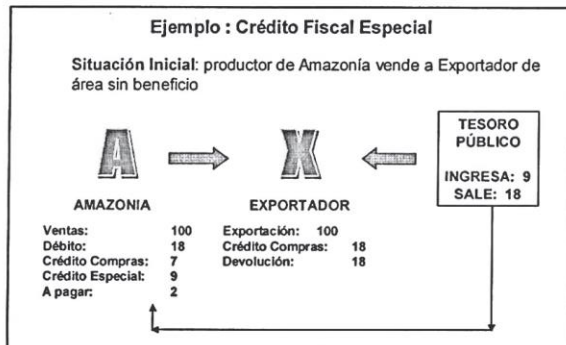 Ejemplo : Crédito Fiscal Especial
Situación Inicial: productor de Amazonía vende a Exportador de
área sin beneficio
A
X
TESORO
PÚBLICO
INGRESA: 9
SALE: 18
AMAZONIA
EXPORTADOR
Ventas: 100
Débito: 18
Crédito Compras: 7
Crédito Especial: 9
A pagar: 2
Exportación: 100
Crédito Compras: 18
Devolución: 18